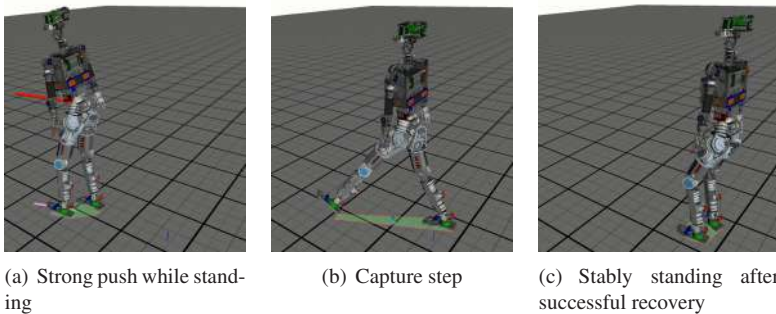 (a) Strong push while stand-
ing
(b) Capture step
(c) Stably standing after
successful recovery